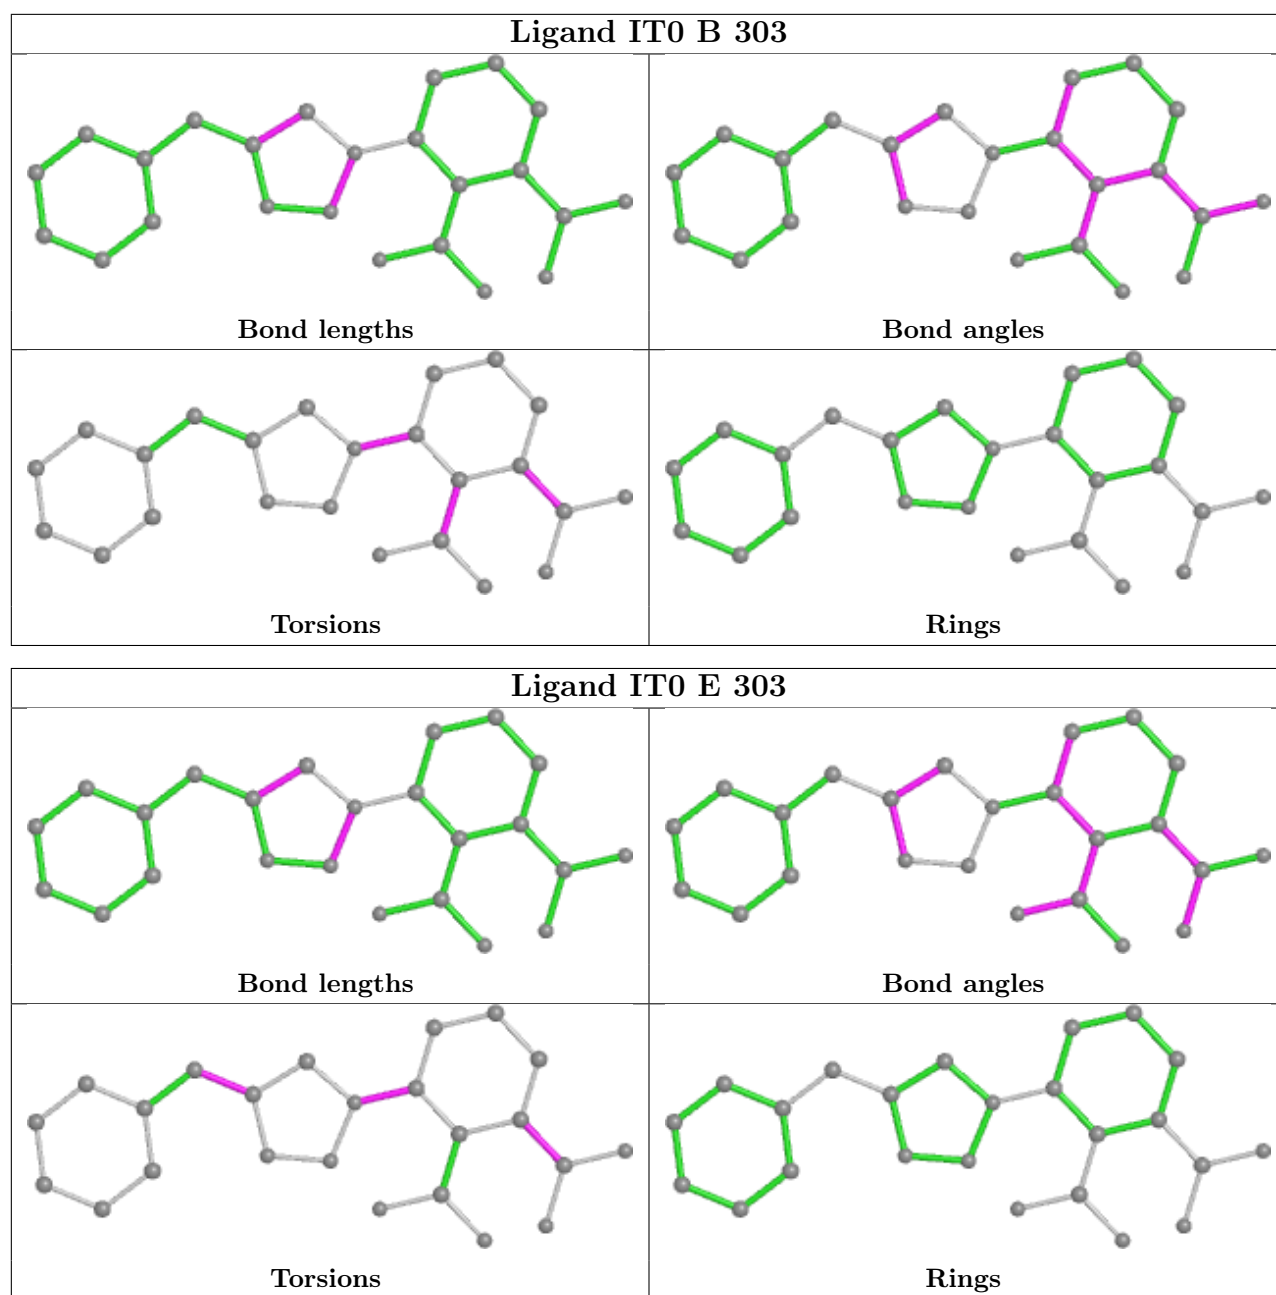 Ligand IT0 B 303
Bond lengths
Bond angles
Torsions
Rings
Ligand IT0 E 303
Bond lengths
Bond angles
Torsions
Rings